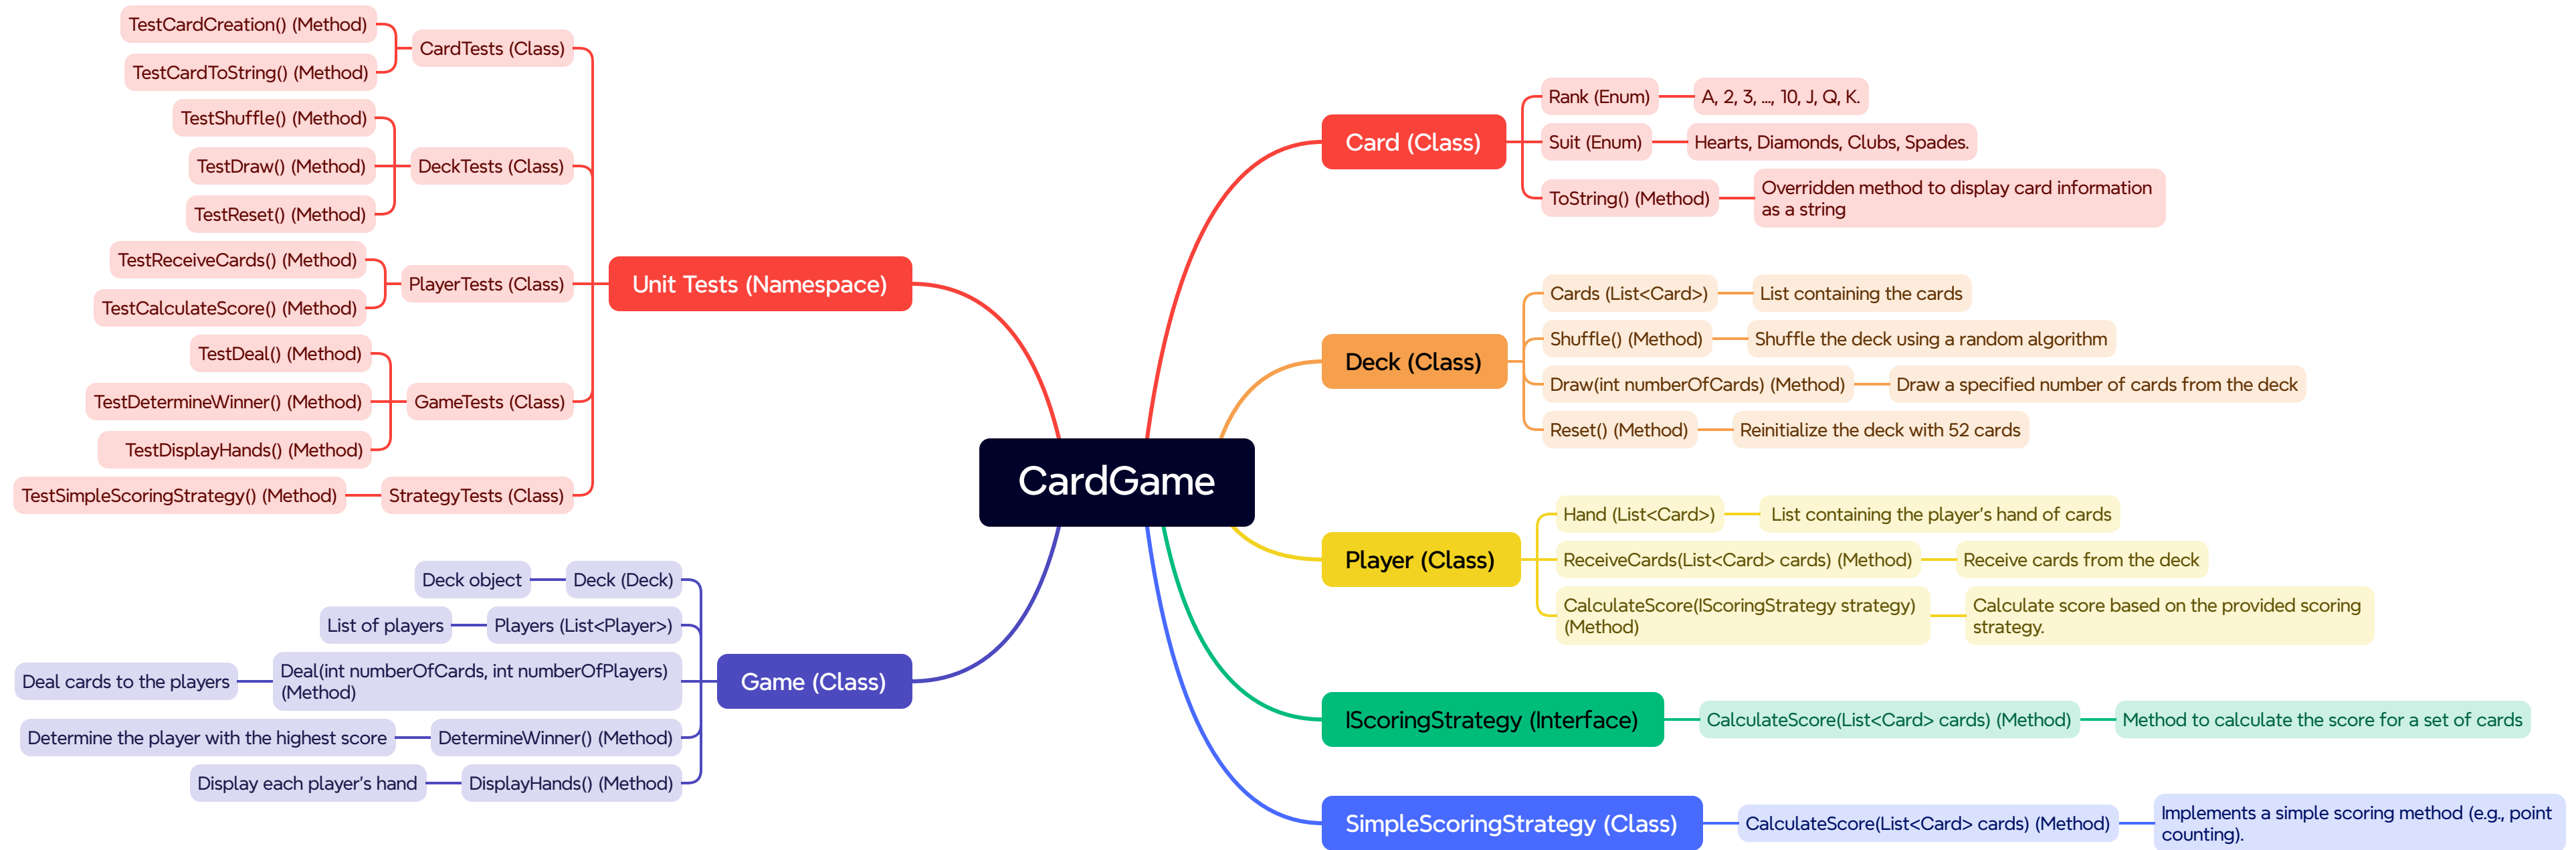 CardGame
Card (Class)
Rank (Enum)
A, 2, 3, ..., 10, J, Q, K.
Suit (Enum)
Hearts, Diamonds, Clubs, Spades.
ToString() (Method)
Overridden method to display card information
as a string
Deck (Class)
Cards (List<Card>)
List containing the cards
Shuffle() (Method)
Shuffle the deck using a random algorithm
Draw(int numberOfCards) (Method)
Draw a specified number of cards from the deck
Reset() (Method)
Reinitialize the deck with 52 cards
Player (Class)
Hand (List<Card>)
List containing the player's hand of cards
ReceiveCards(List<Card> cards) (Method)
Receive cards from the deck
CalculateScore(IScoringStrategy strategy)
(Method)
Calculate score based on the provided scoring
strategy.
IScoringStrategy (Interface)
CalculateScore(List<Card> cards) (Method)
Method to calculate the score for a set of cards
SimpleScoringStrategy (Class)
CalculateScore(List<Card> cards) (Method)
Implements a simple scoring method (e.g., point
counting).
Unit Tests (Namespace)
CardTests (Class)
TestCardCreation() (Method)
TestCardToString() (Method)
DeckTests (Class)
TestShuffle() (Method)
TestDraw() (Method)
TestReset() (Method)
PlayerTests (Class)
TestReceiveCards() (Method)
TestCalculateScore() (Method)
GameTests (Class)
TestDeal() (Method)
TestDetermineWinner() (Method)
TestDisplayHands() (Method)
StrategyTests (Class)
TestSimpleScoringStrategy() (Method)
Game (Class)
Deck (Deck)
Deck object
Players (List<Player>)
List of players
Deal(int numberOfCards, int numberOfPlayers)
(Method)
Deal cards to the players
DetermineWinner() (Method)
Determine the player with the highest score
DisplayHands() (Method)
Display each player's hand